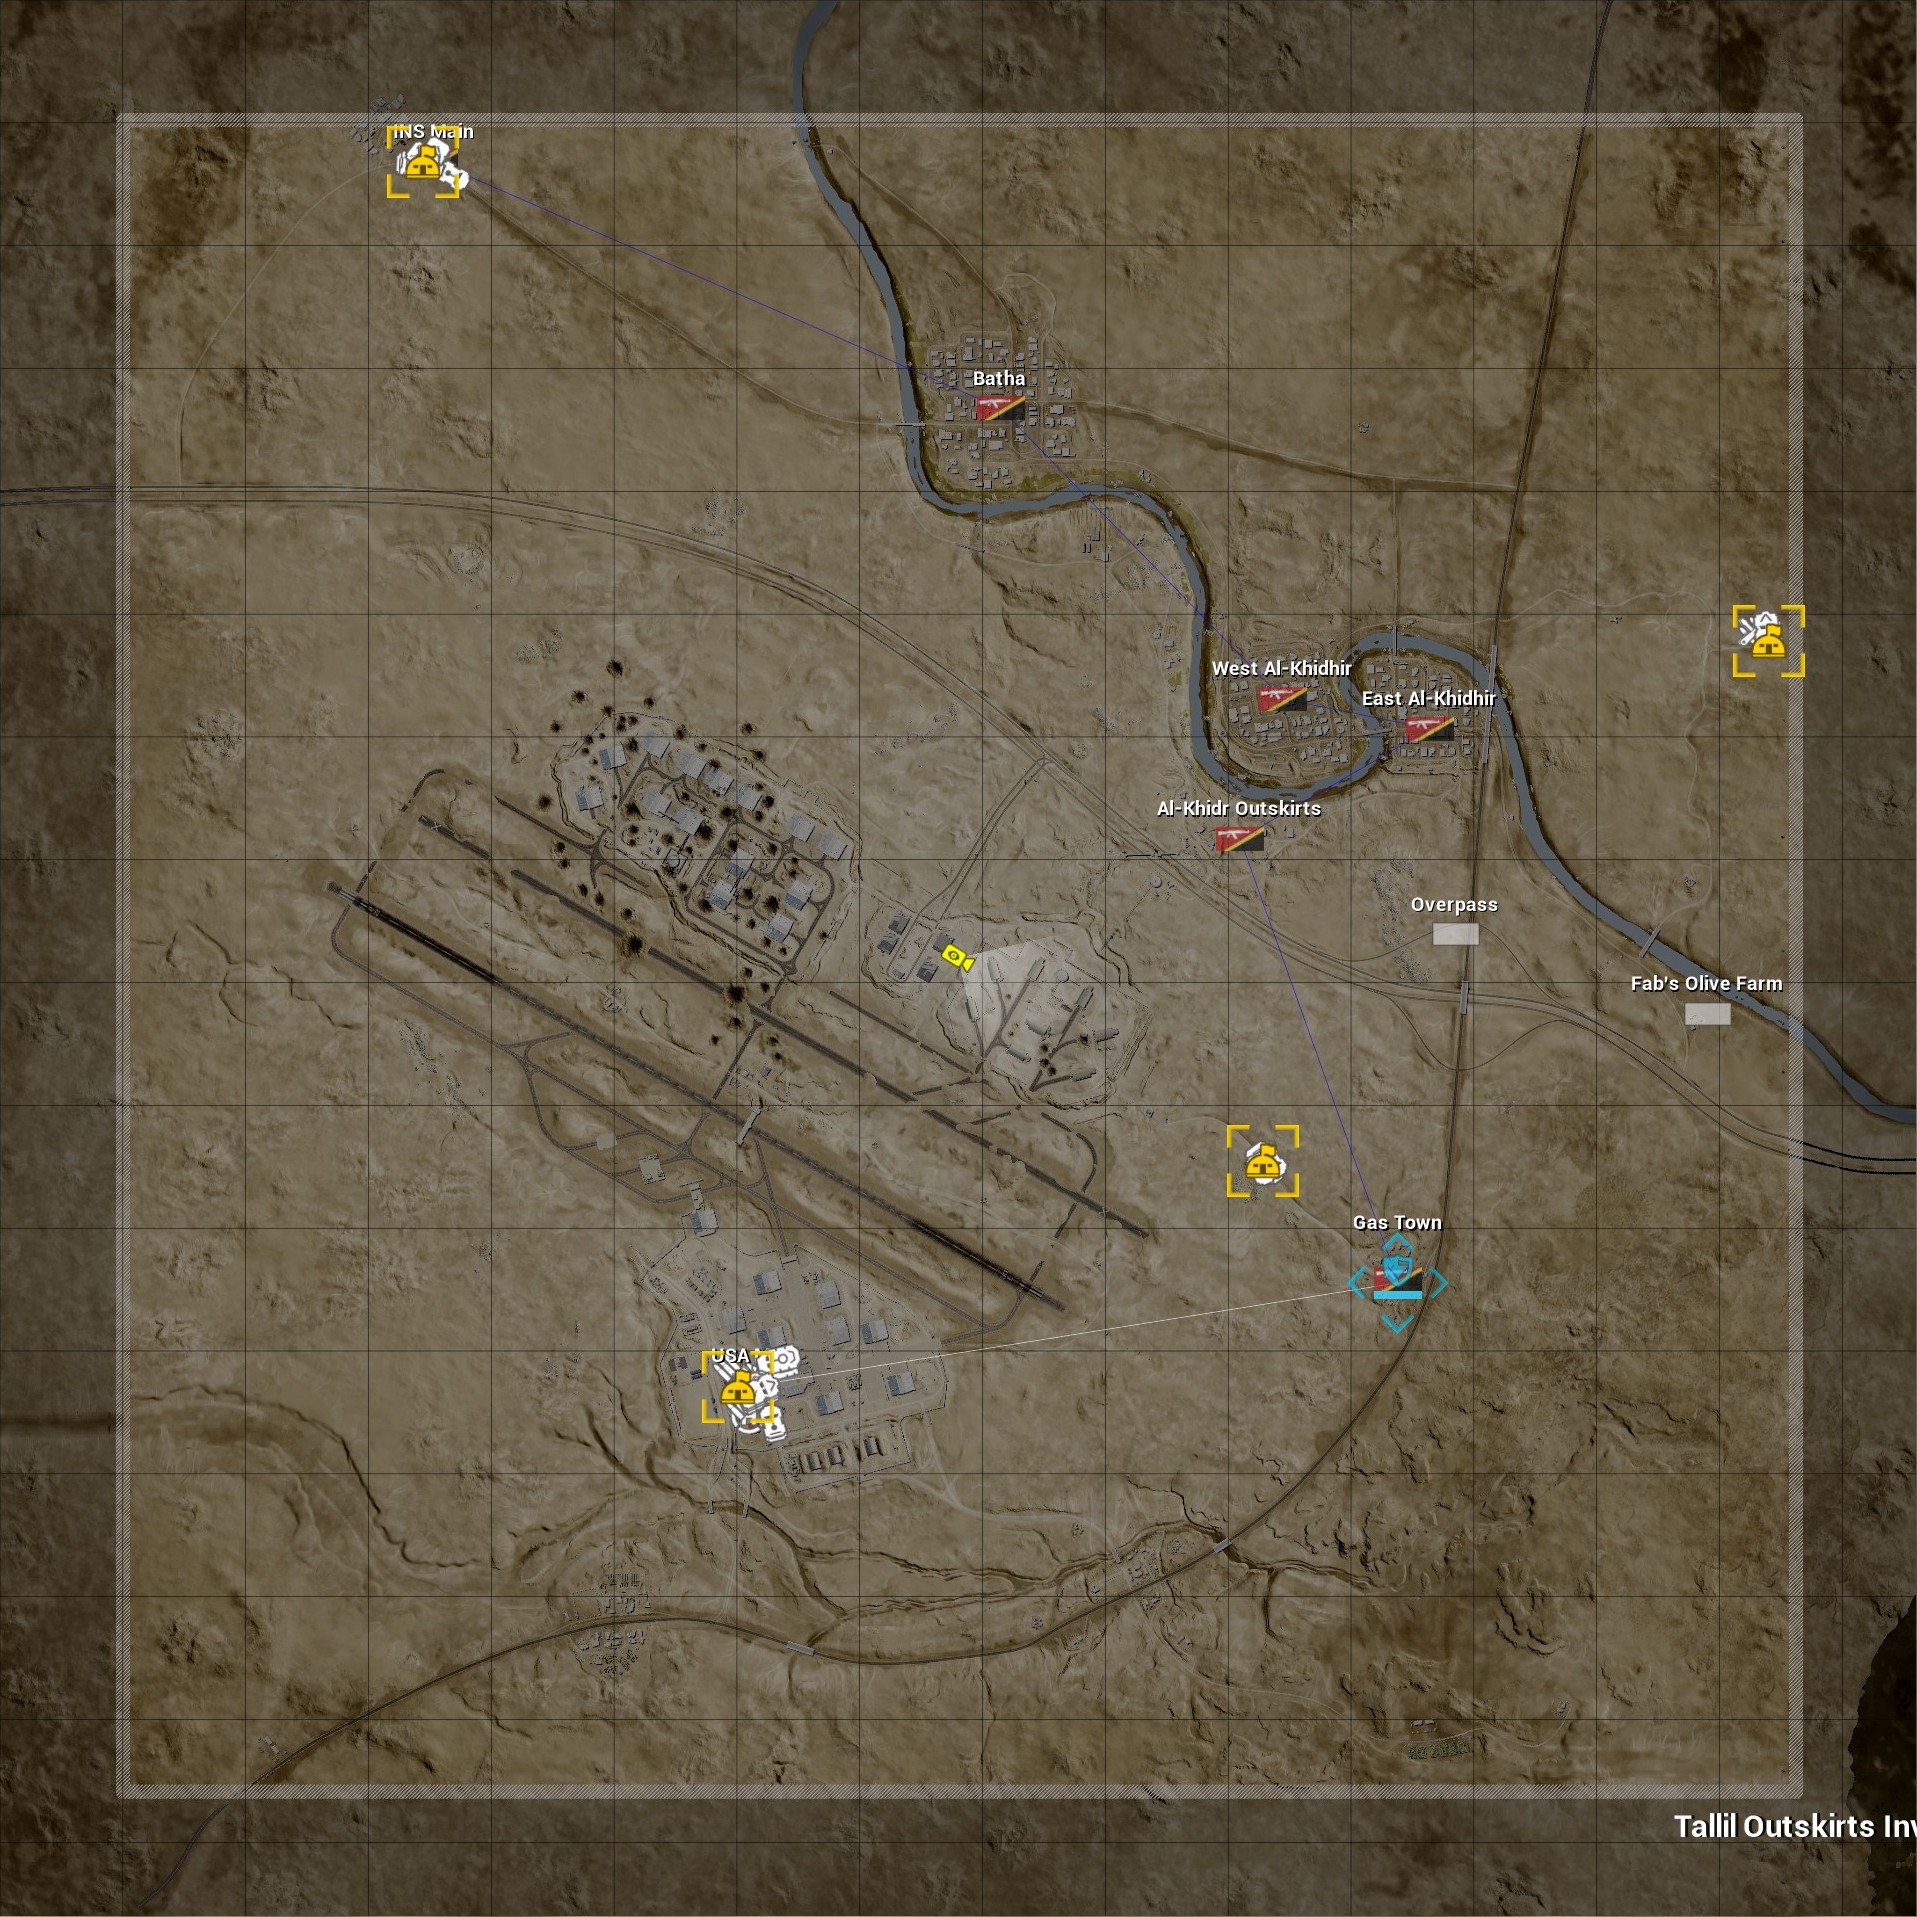 INS Main
Batha
West Al-Khidhir
East Al-Khidhir
Al-Khidr Outskirts
Overpass
Fab's Olive Farm
Gas Town
USA
Tallil Outskirts